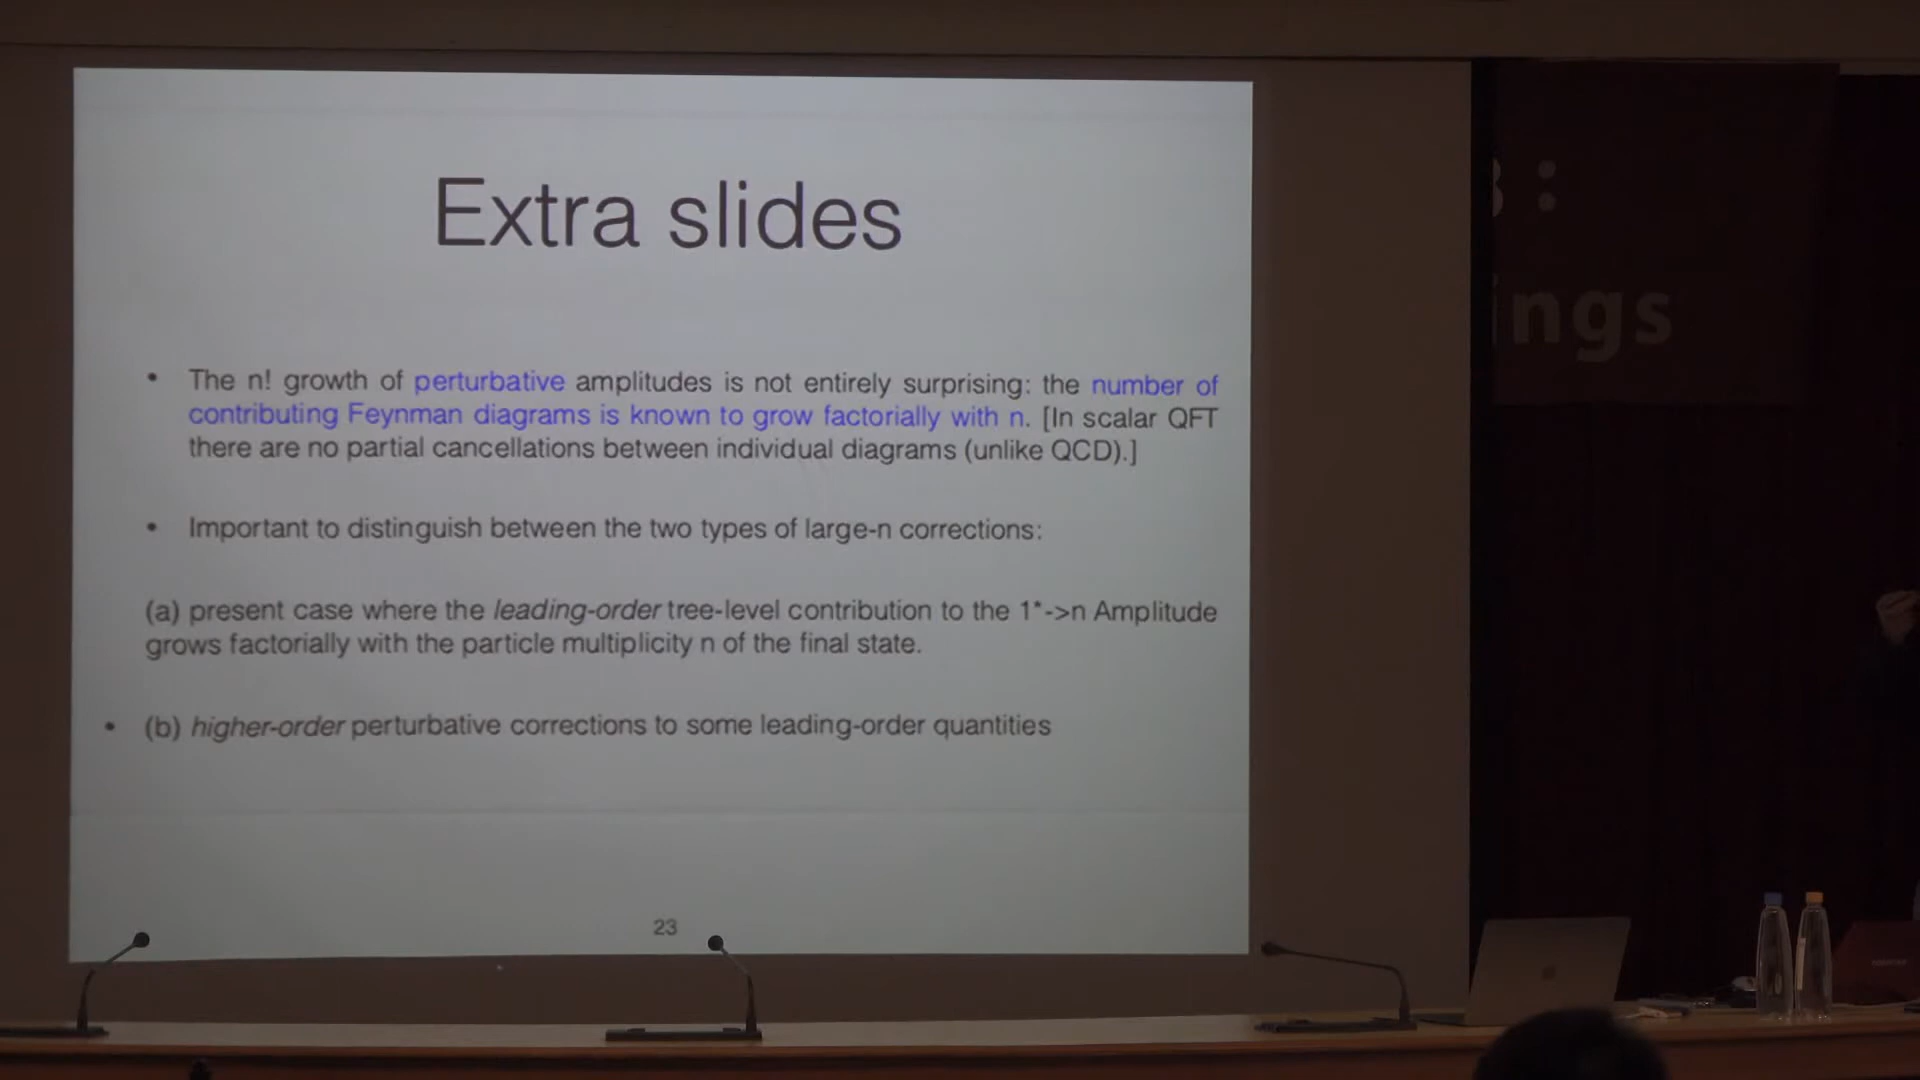 Extra slides
• The n! growth of perturbative amplitudes is not entirely surprising: the number of
contributing Feynman diagrams is known to grow factorially with n. [In scalar QFT
there are no partial cancellations between individual diagrams (unlike QCD).]
• Important to distinguish between the two types of large-n corrections:
(a) present case where the leading-order tree-level contribution to the 1*->n Amplitude
grows factorially with the particle multiplicity n of the final state.
• (b) higher-order perturbative corrections to some leading-order quantities
23
:
ngs